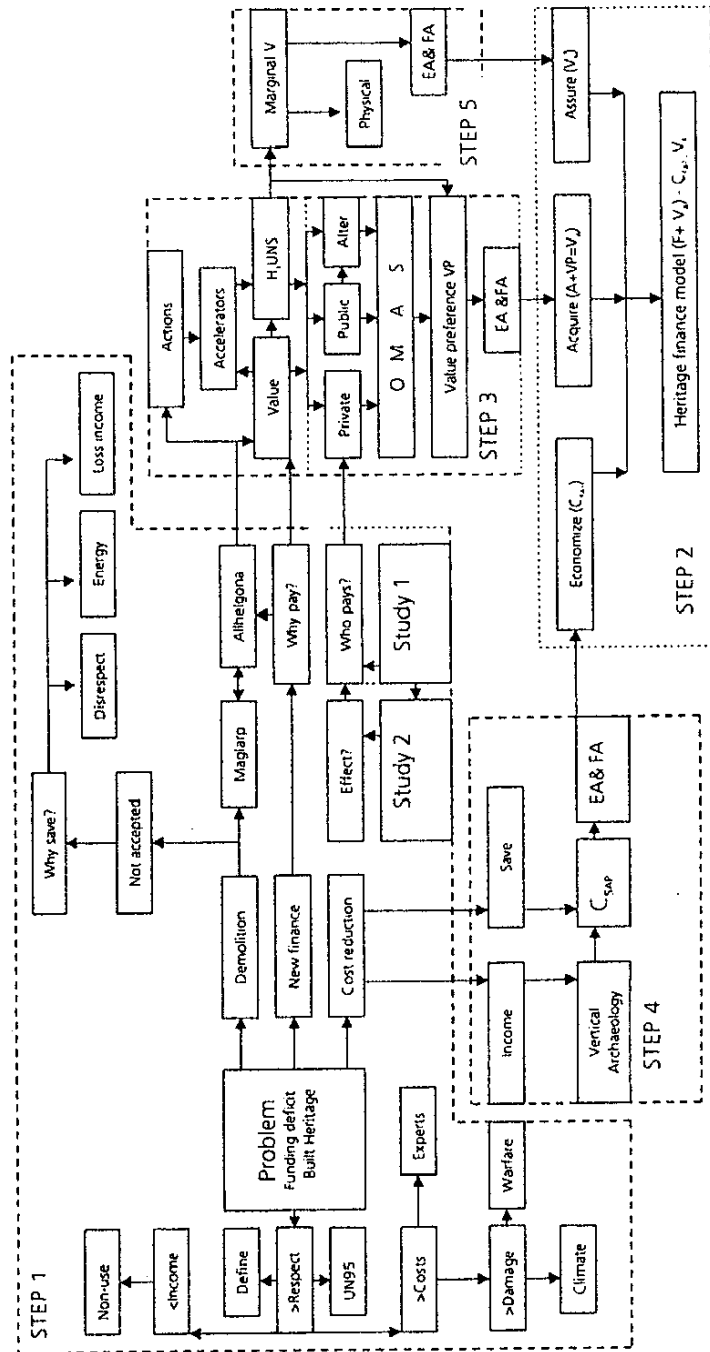 STEP 1
Non-use
<Income
Define
>Respect
UN95
>Costs
Experts
>Damage
Warfare
Climate
Problem
Funding deficit
Built Heritage
Why save?
Not accepted
Disrespect
Energy
Loss income
Demolition
Maglarp
Allhelgona
New finance
Why pay?
Cost reduction
Effect?
Who pays?
Study 2
Study 1
Actions
Accelerators
Value
H,UNS
Private
Public
Alter
O M A S
Value preference VP
EA &FA
STEP 3
Marginal V
Physical
EA& FA
STEP 5
Income
Save
Vertical
Archaeology
CSAP
EA& FA
STEP 4
Economize
Acquire
Assure
Heritage finance model
STEP 2